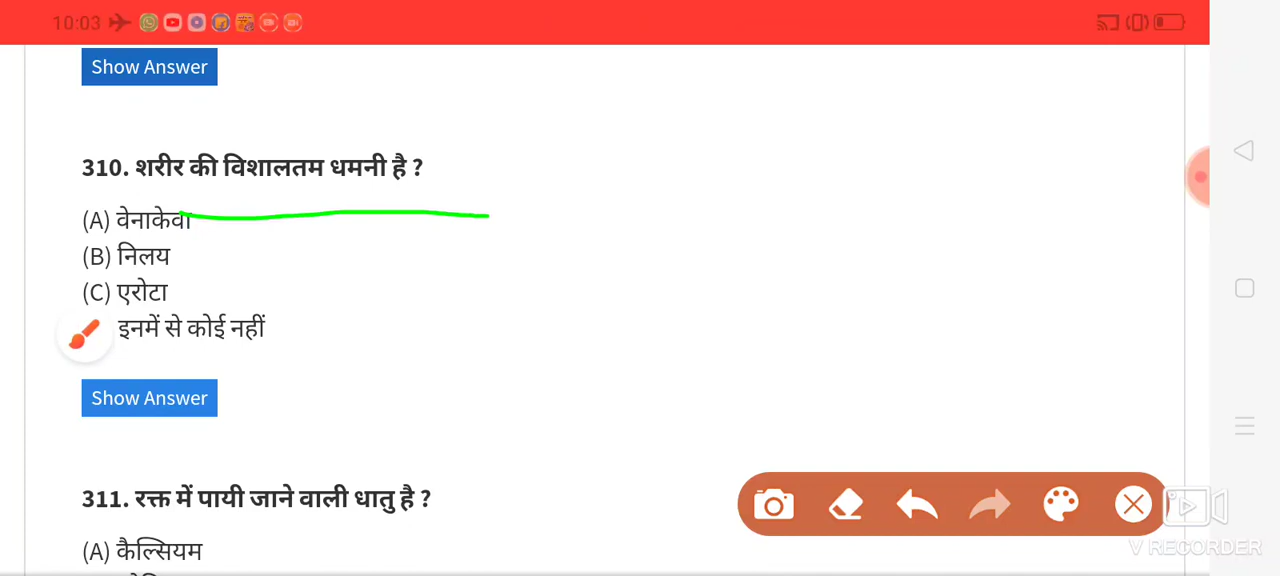 10:03
Show Answer
310. शरीर की विशालतम धमनी है ?
(A) वेनाकेवा
(B) निलय
(C) एरोटा
इनमें से कोई नहीं
Show Answer
311. रक्त में पायी जाने वाली धातु है ?
(A) कैल्सियम
V RECORDER